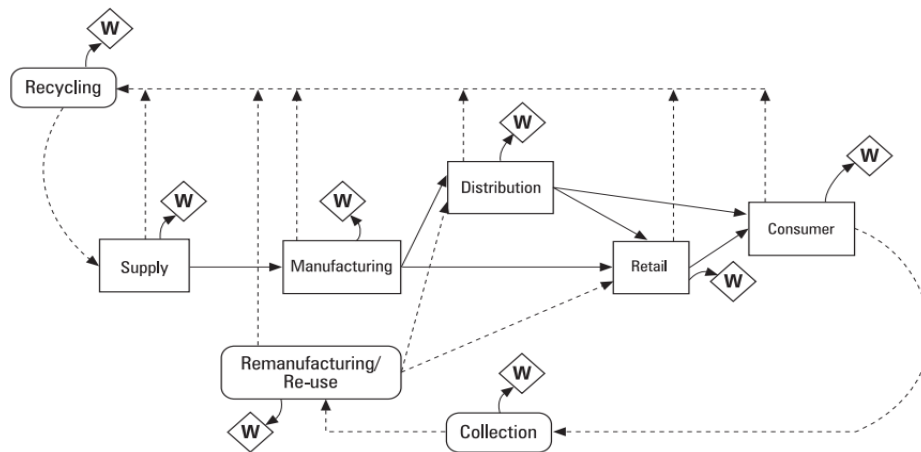 W
Recycling
W
Distribution
W
W
W
Consumer
Supply
Manufacturing
Retail
W
Remanufacturing/
Re-use
W
W
Collection